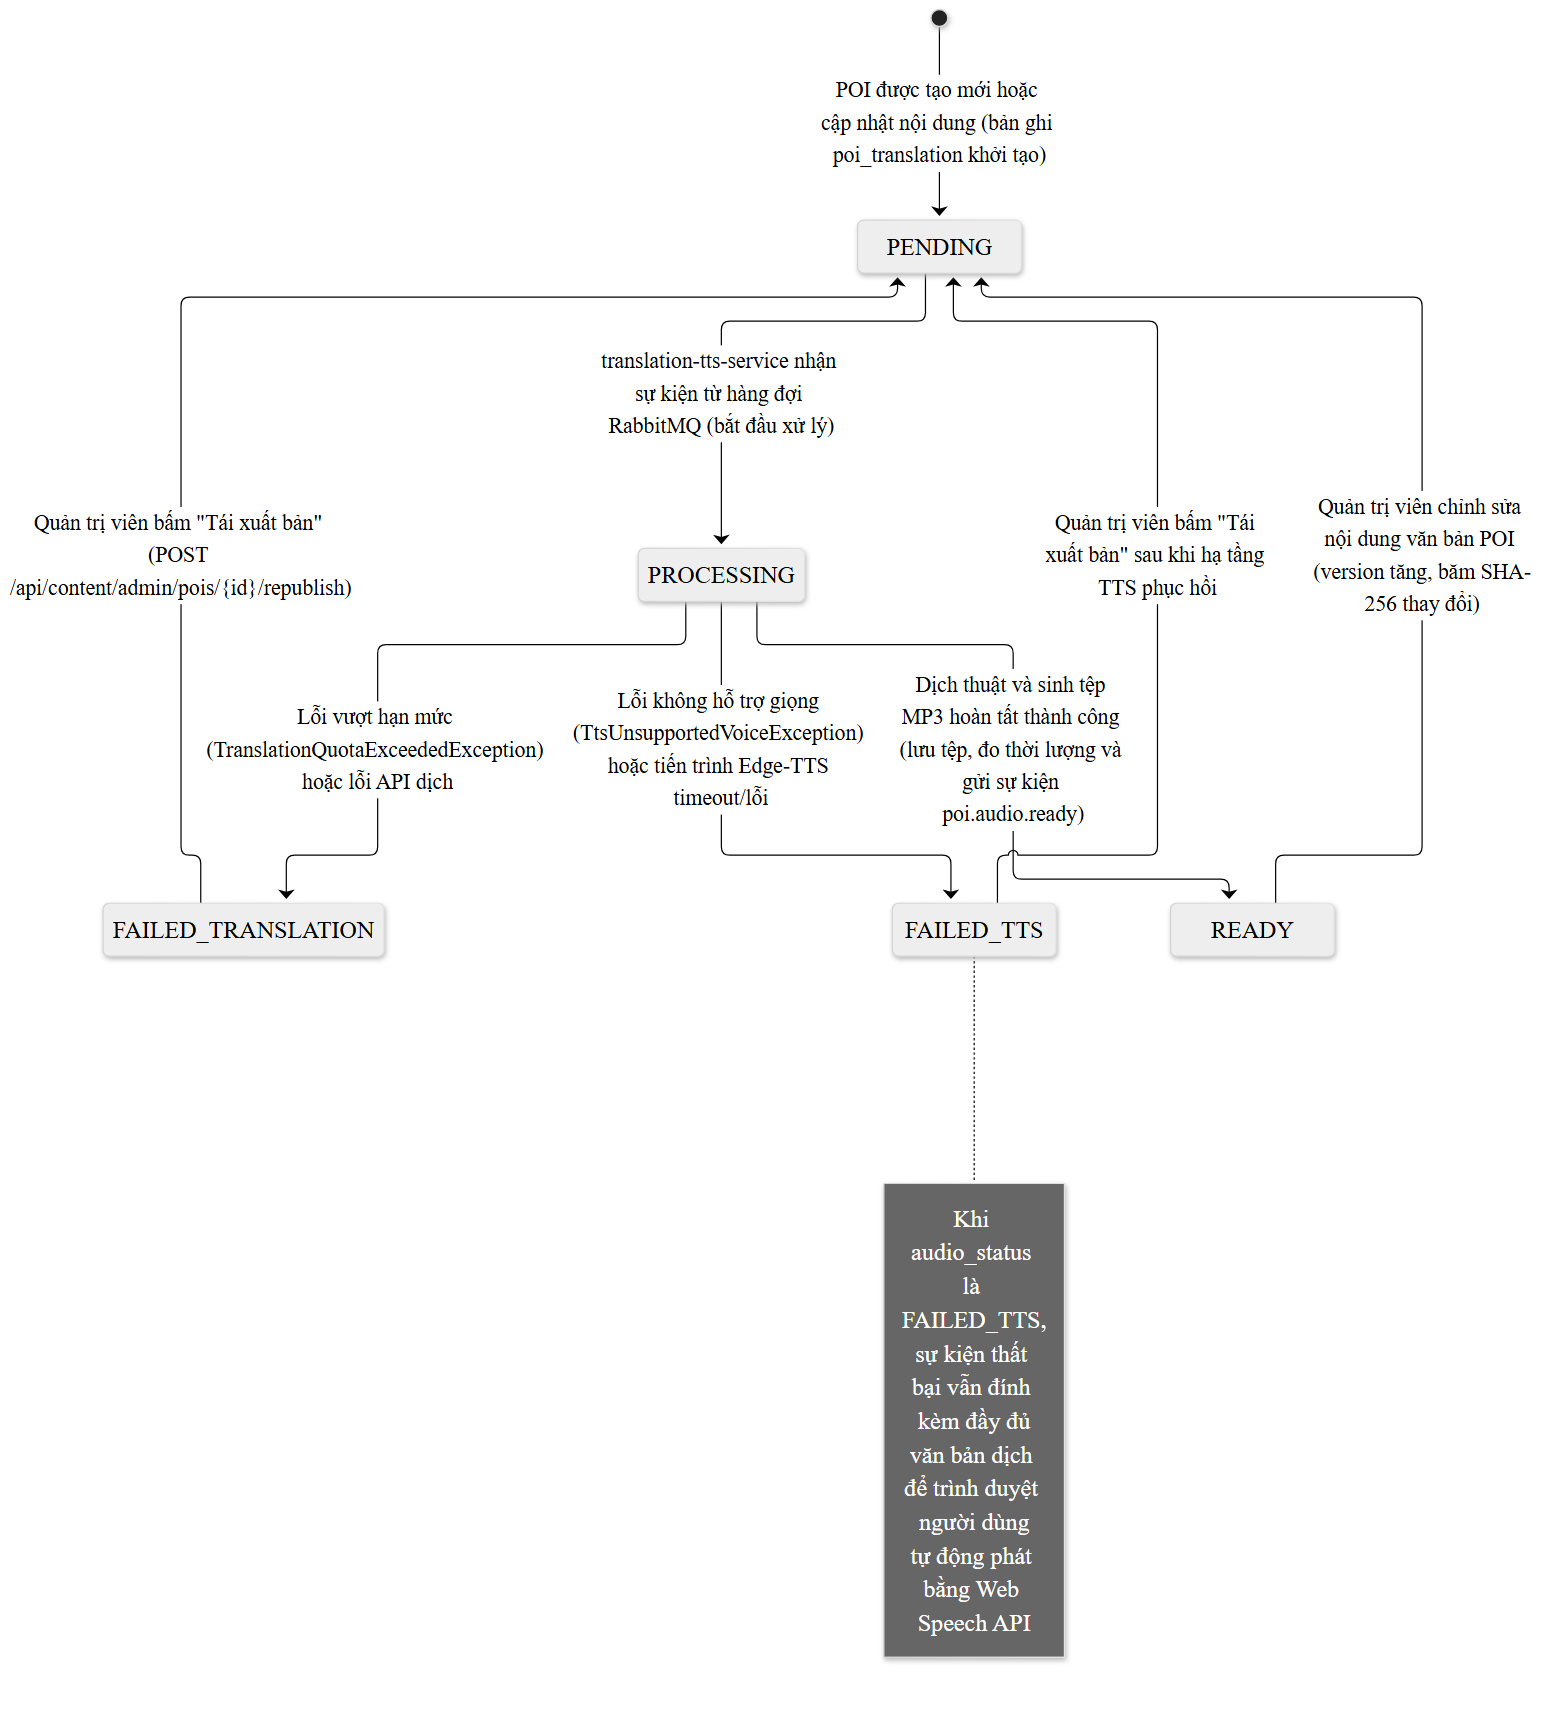 POI được tạo mới hoặc
cập nhật nội dung (bản ghi
poi_translation khởi tạo)
PENDING
translation-tts-service nhận
sự kiện từ hàng đợi
RabbitMQ (bắt đầu xử lý)
Quản trị viên bấm "Tái xuất bản"
(POST
/api/content/admin/pois/{id}/republish)
Quản trị viên bấm "Tái
xuất bản" sau khi hạ tầng
TTS phục hồi
Quản trị viên chỉnh sửa
nội dung văn bản POI
(version tăng, băm SHA-
256 thay đổi)
PROCESSING
Lỗi vượt hạn mức
(TranslationQuotaExceededException)
hoặc lỗi API dịch
Lỗi không hỗ trợ giọng
(TtsUnsupportedVoiceException)
hoặc tiến trình Edge-TTS
timeout/lỗi
Dịch thuật và sinh tệp
MP3 hoàn tất thành công
(lưu tệp, đo thời lượng và
gửi sự kiện
poi.audio.ready)
FAILED_TRANSLATION
FAILED_TTS
READY
Khi
audio_status
là
FAILED_TTS,
sự kiện thất
bại vẫn đính
kèm đầy đủ
văn bản dịch
để trình duyệt
người dùng
tự động phát
bằng Web
Speech API